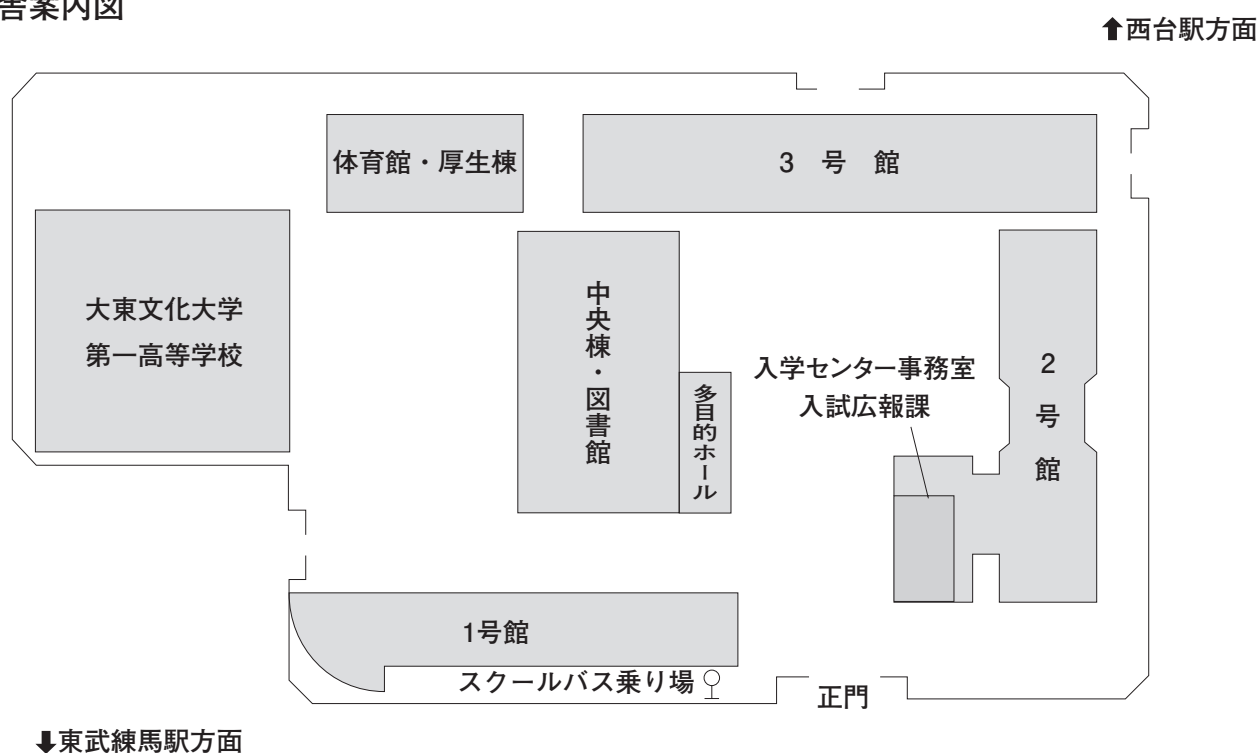 舎案内図
⬆西台駅方面
体育館・厚生棟
3 号 館
大東文化大学
第一高等学校
中央棟・図書館
多目的ホール
入学センター事務室
入試広報課
2号館
1号館
スクールバス乗り場
正門
⬇東武練馬駅方面